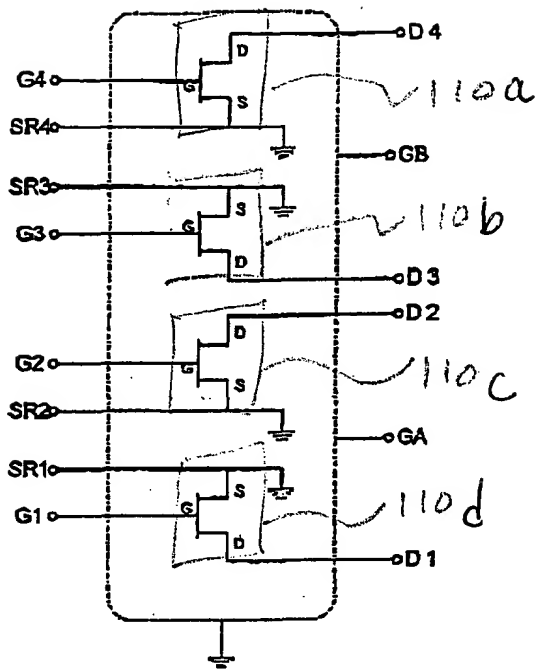 D4
D
G4
G
110a
S
SR4
GB
SR3
S
110b
G3
G
D
D3
D2
D
G2
G
110c
S
SR2
GA
SR1
S
110d
G1
G
D
D1